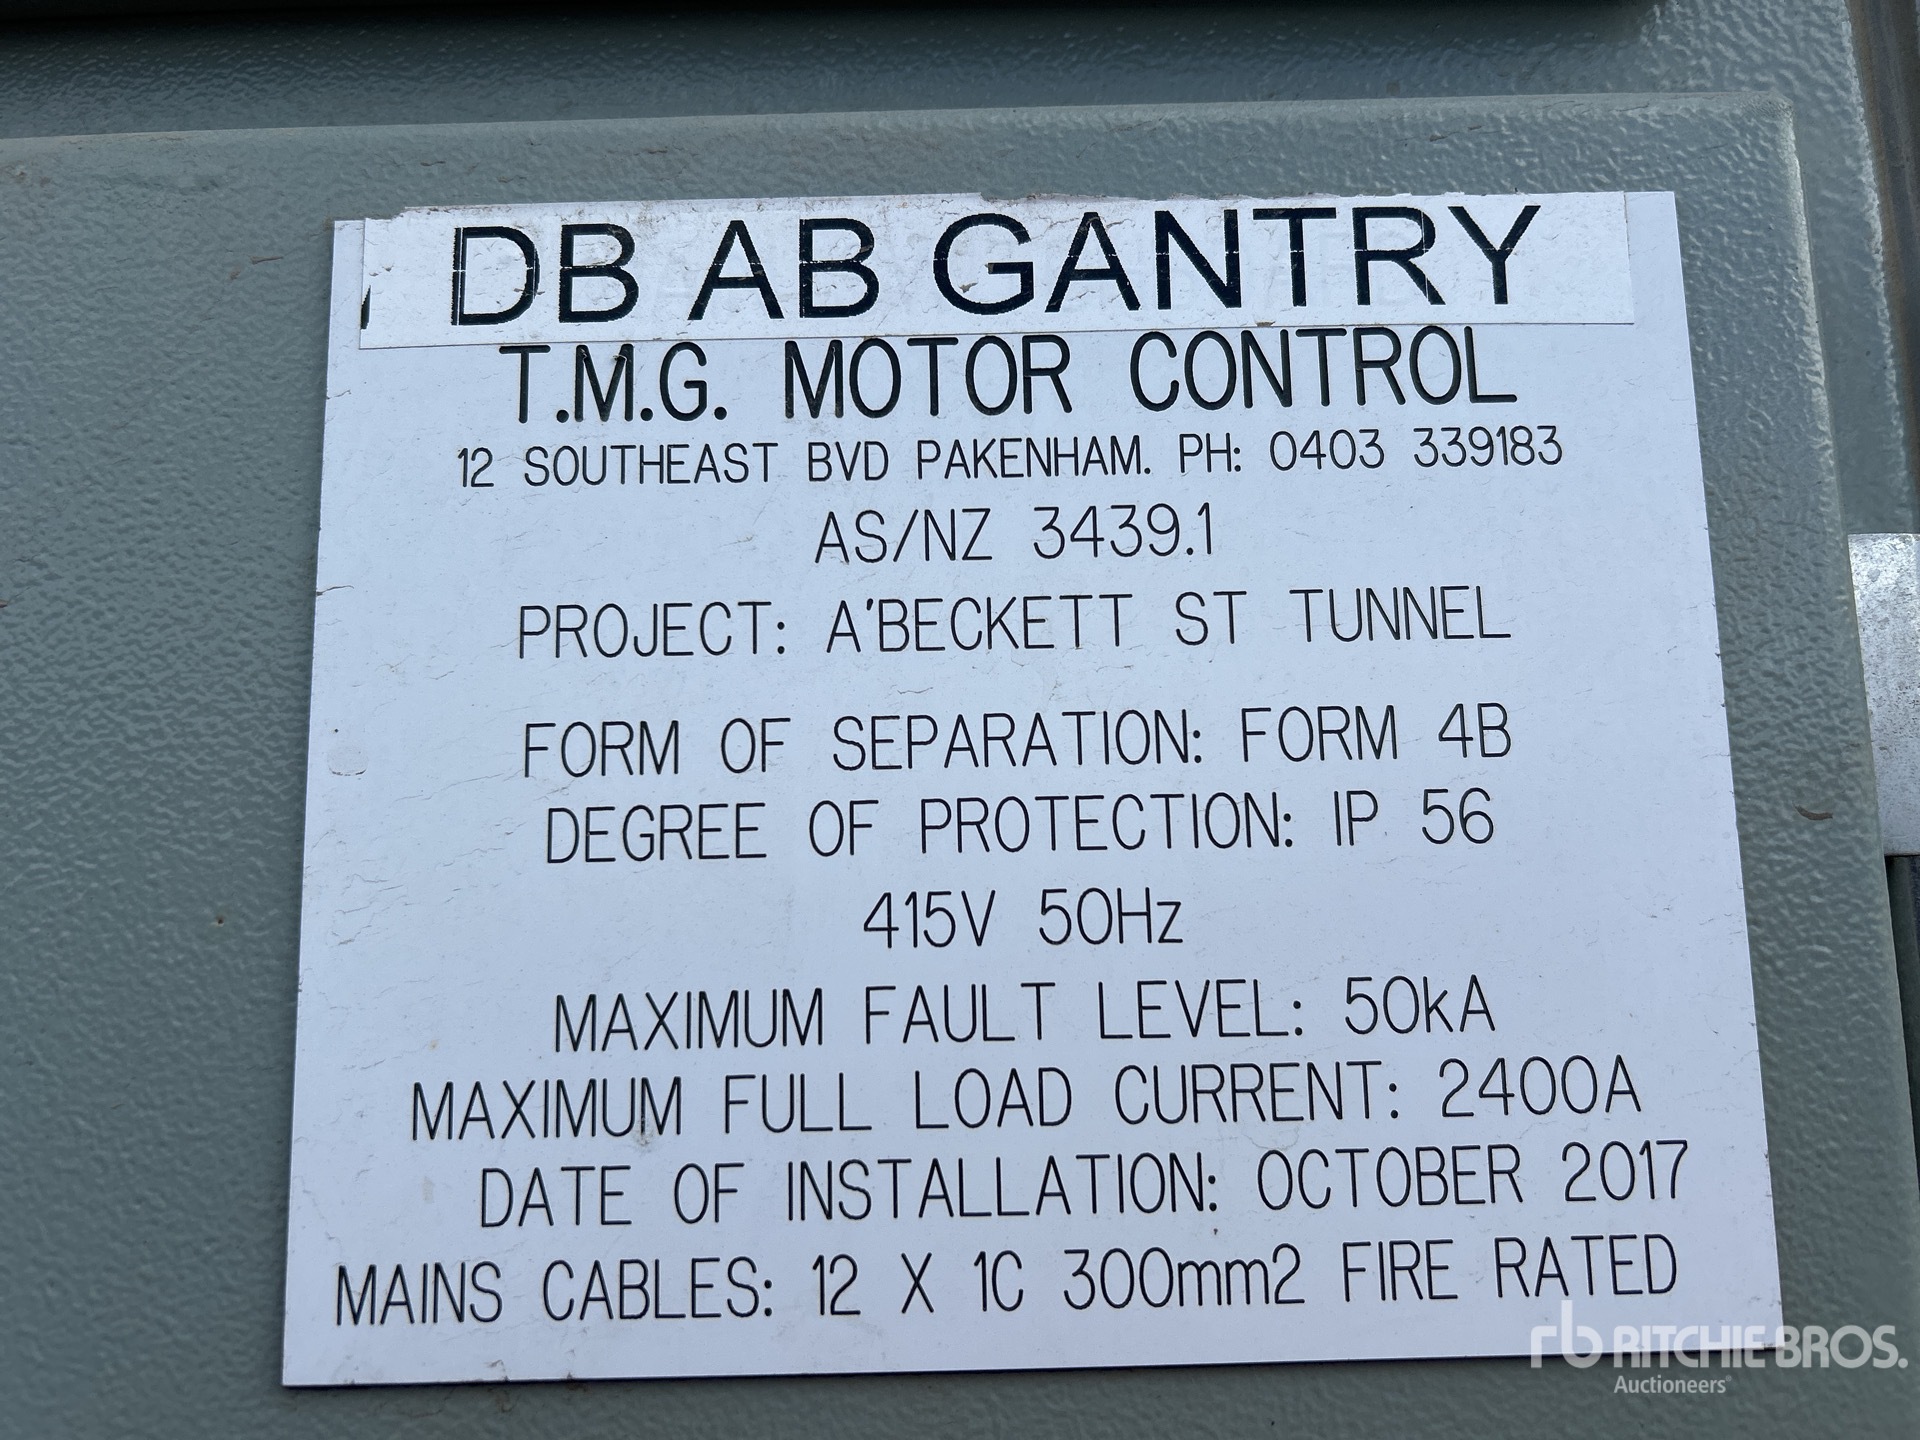 DB AB GANTRY
T.M.G. MOTOR CONTROL
12 SOUTHEAST BVD PAKENHAM. PH: 0403 339183
AS/NZ 3439.1
PROJECT: A'BECKETT ST TUNNEL
FORM OF SEPARATION: FORM 4B
DEGREE OF PROTECTION: IP 56
415V 50Hz
MAXIMUM FAULT LEVEL: 50kA
MAXIMUM FULL LOAD CURRENT: 2400A
DATE OF INSTALLATION: OCTOBER 2017
MAINS CABLES: 12 X 1C 300mm2 FIRE RATED
rb RITCHIE BROS.
Auctioneers